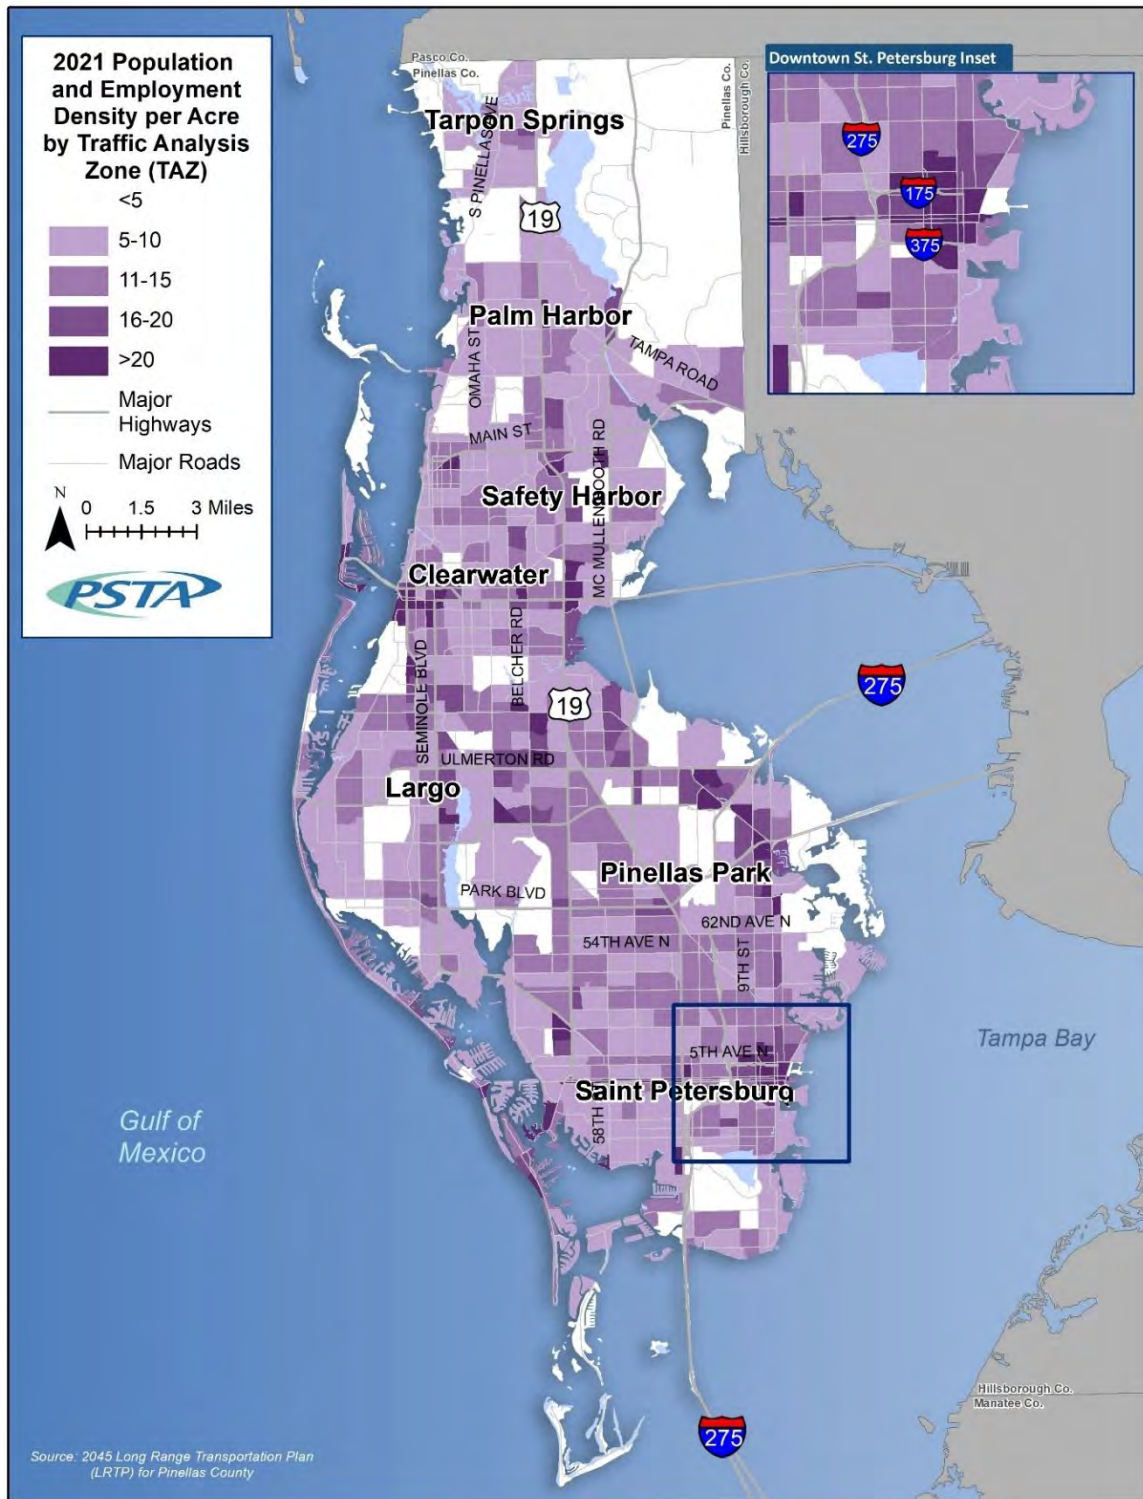 2021 Population
and Employment
Density per Acre
by Traffic Analysis
Zone (TAZ)
<5
5-10
11-15
16-20
>20
Major
Highways
Major Roads
N
0 1.5 3 Miles
PSTA
Pasco Co.
Pinellas Co.
Pinellas Co.
Hillsborough Co.
Downtown St. Petersburg Inset
275
175
375
Tarpon Springs
S PINELLAS AVE
19
Palm Harbor
OMAHA ST
TAMPA ROAD
MAIN ST
MC MULLEN BOOTH RD
Safety Harbor
Clearwater
BELCHER RD
SEMINOLE BLVD
19
275
ULMERTON RD
Largo
Pinellas Park
PARK BLVD
62ND AVE N
54TH AVE N
9TH ST
5TH AVE N
Saint Petersburg
58TH
Tampa Bay
Gulf of
Mexico
Hillsborough Co.
Manatee Co.
275
Source: 2045 Long Range Transportation Plan
(LRTP) for Pinellas County